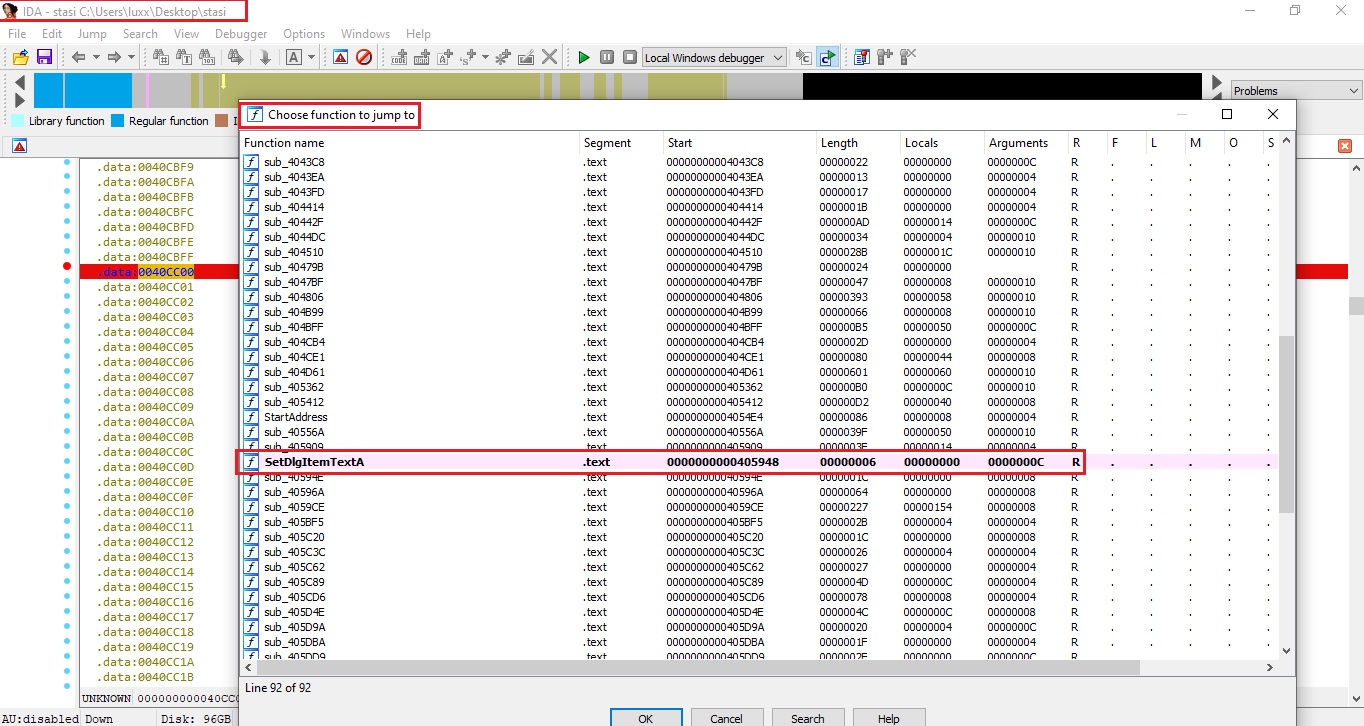 IDA - stasi C:\Users\luxx\Desktop\stasi
File Edit Jump Search View Debugger Options Windows Help
Local Windows debugger
Problems
Library function Regular function
Choose function to jump to
Function name Segment Start Length Locals Arguments R F L M O S
sub_4043C8 .text 00000000004043C8 00000022 00000000 0000000C R . . . . .
sub_4043EA .text 00000000004043EA 00000013 00000000 00000004 R . . . . .
sub_4043FD .text 00000000004043FD 00000017 00000000 00000004 R . . . . .
sub_404414 .text 0000000000404414 0000001B 00000000 00000004 R . . . . .
sub_40442F .text 000000000040442F 000000AD 00000014 0000000C R . . . . .
sub_4044DC .text 00000000004044DC 00000034 00000004 00000010 R . . . . .
sub_404510 .text 0000000000404510 0000028B 0000001C 00000010 R . . . . .
sub_40479B .text 000000000040479B 00000024 00000000 R . . . . .
sub_4047BF .text 00000000004047BF 00000047 00000008 00000010 R . . . . .
sub_404806 .text 0000000000404806 00000393 00000058 00000010 R . . . . .
sub_404B99 .text 0000000000404B99 00000066 00000008 00000010 R . . . . .
sub_404BFF .text 0000000000404BFF 000000B5 00000050 0000000C R . . . . .
sub_404CB4 .text 0000000000404CB4 0000002D 00000000 00000004 R . . . . .
sub_404CE1 .text 0000000000404CE1 00000080 00000044 00000008 R . . . . .
sub_404D61 .text 0000000000404D61 00000601 00000060 00000010 R . . . . .
sub_405362 .text 0000000000405362 000000B0 0000000C 00000010 R . . . . .
sub_405412 .text 0000000000405412 000000D2 00000040 00000008 R . . . . .
StartAddress .text 00000000004054E4 00000086 00000008 00000004 R . . . . .
sub_40556A .text 000000000040556A 0000039F 00000050 00000010 R . . . . .
sub_405909 .text 0000000000405909 0000003F 00000014 00000004 R . . . . .
SetDlgItemTextA .text 0000000000405948 00000006 00000000 0000000C R . . . . .
sub_40594E .text 000000000040594E 0000001C 00000000 00000008 R . . . . .
sub_40596A .text 000000000040596A 00000064 00000000 00000008 R . . . . .
sub_4059CE .text 00000000004059CE 00000227 00000154 00000008 R . . . . .
sub_405BF5 .text 0000000000405BF5 0000002B 00000004 00000004 R . . . . .
sub_405C20 .text 0000000000405C20 0000001C 00000000 00000008 R . . . . .
sub_405C3C .text 0000000000405C3C 00000026 00000004 00000004 R . . . . .
sub_405C62 .text 0000000000405C62 00000027 00000000 00000004 R . . . . .
sub_405C89 .text 0000000000405C89 0000004D 0000000C 00000004 R . . . . .
sub_405CD6 .text 0000000000405CD6 00000078 00000008 00000004 R . . . . .
sub_405D4E .text 0000000000405D4E 0000004C 0000000C 00000008 R . . . . .
sub_405D9A .text 0000000000405D9A 00000020 00000004 00000004 R . . . . .
sub_405DBA .text 0000000000405DBA 0000001F 00000000 00000004 R . . . . .
sub_405DD9 .text 0000000000405DD9 0000002E 00000000 00000004 R . . . . .
Line 92 of 92
OK Cancel Search Help
.data:0040CBF9
.data:0040CBFA
.data:0040CBFB
.data:0040CBFC
.data:0040CBFD
.data:0040CBFE
.data:0040CBFF
.data:0040CC00
.data:0040CC01
.data:0040CC02
.data:0040CC03
.data:0040CC04
.data:0040CC05
.data:0040CC06
.data:0040CC07
.data:0040CC08
.data:0040CC09
.data:0040CC0A
.data:0040CC0B
.data:0040CC0C
.data:0040CC0D
.data:0040CC0E
.data:0040CC0F
.data:0040CC10
.data:0040CC11
.data:0040CC12
.data:0040CC13
.data:0040CC14
.data:0040CC15
.data:0040CC16
.data:0040CC17
.data:0040CC18
.data:0040CC19
.data:0040CC1A
.data:0040CC1B
UNKNOWN 000000000040CC0
AU:disabled Down Disk: 96GB